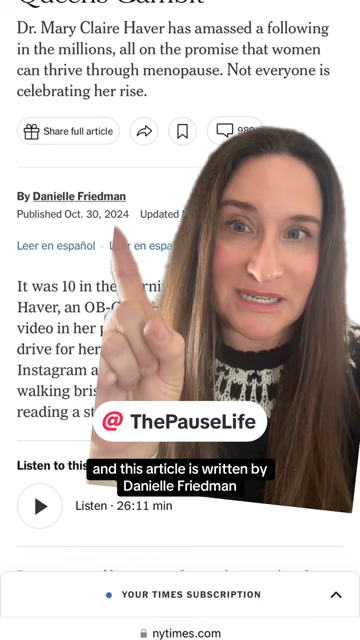 Dr. Mary Claire Haver has amassed a following
in the millions, all on the promise that women
can thrive through menopause. Not everyone is
celebrating her rise.
Share full article
By Danielle Friedman
Published Oct. 30, 2024 Updated
Leer en español
It was 10 in the
Haver, an OB-G
video in her
drive for her
Instagram a
walking bris
reading a st
@ ThePauseLife
Listen to this
and this article is written by
Danielle Friedman
Listen · 26:11 min
YOUR TIMES SUBSCRIPTION
nytimes.com